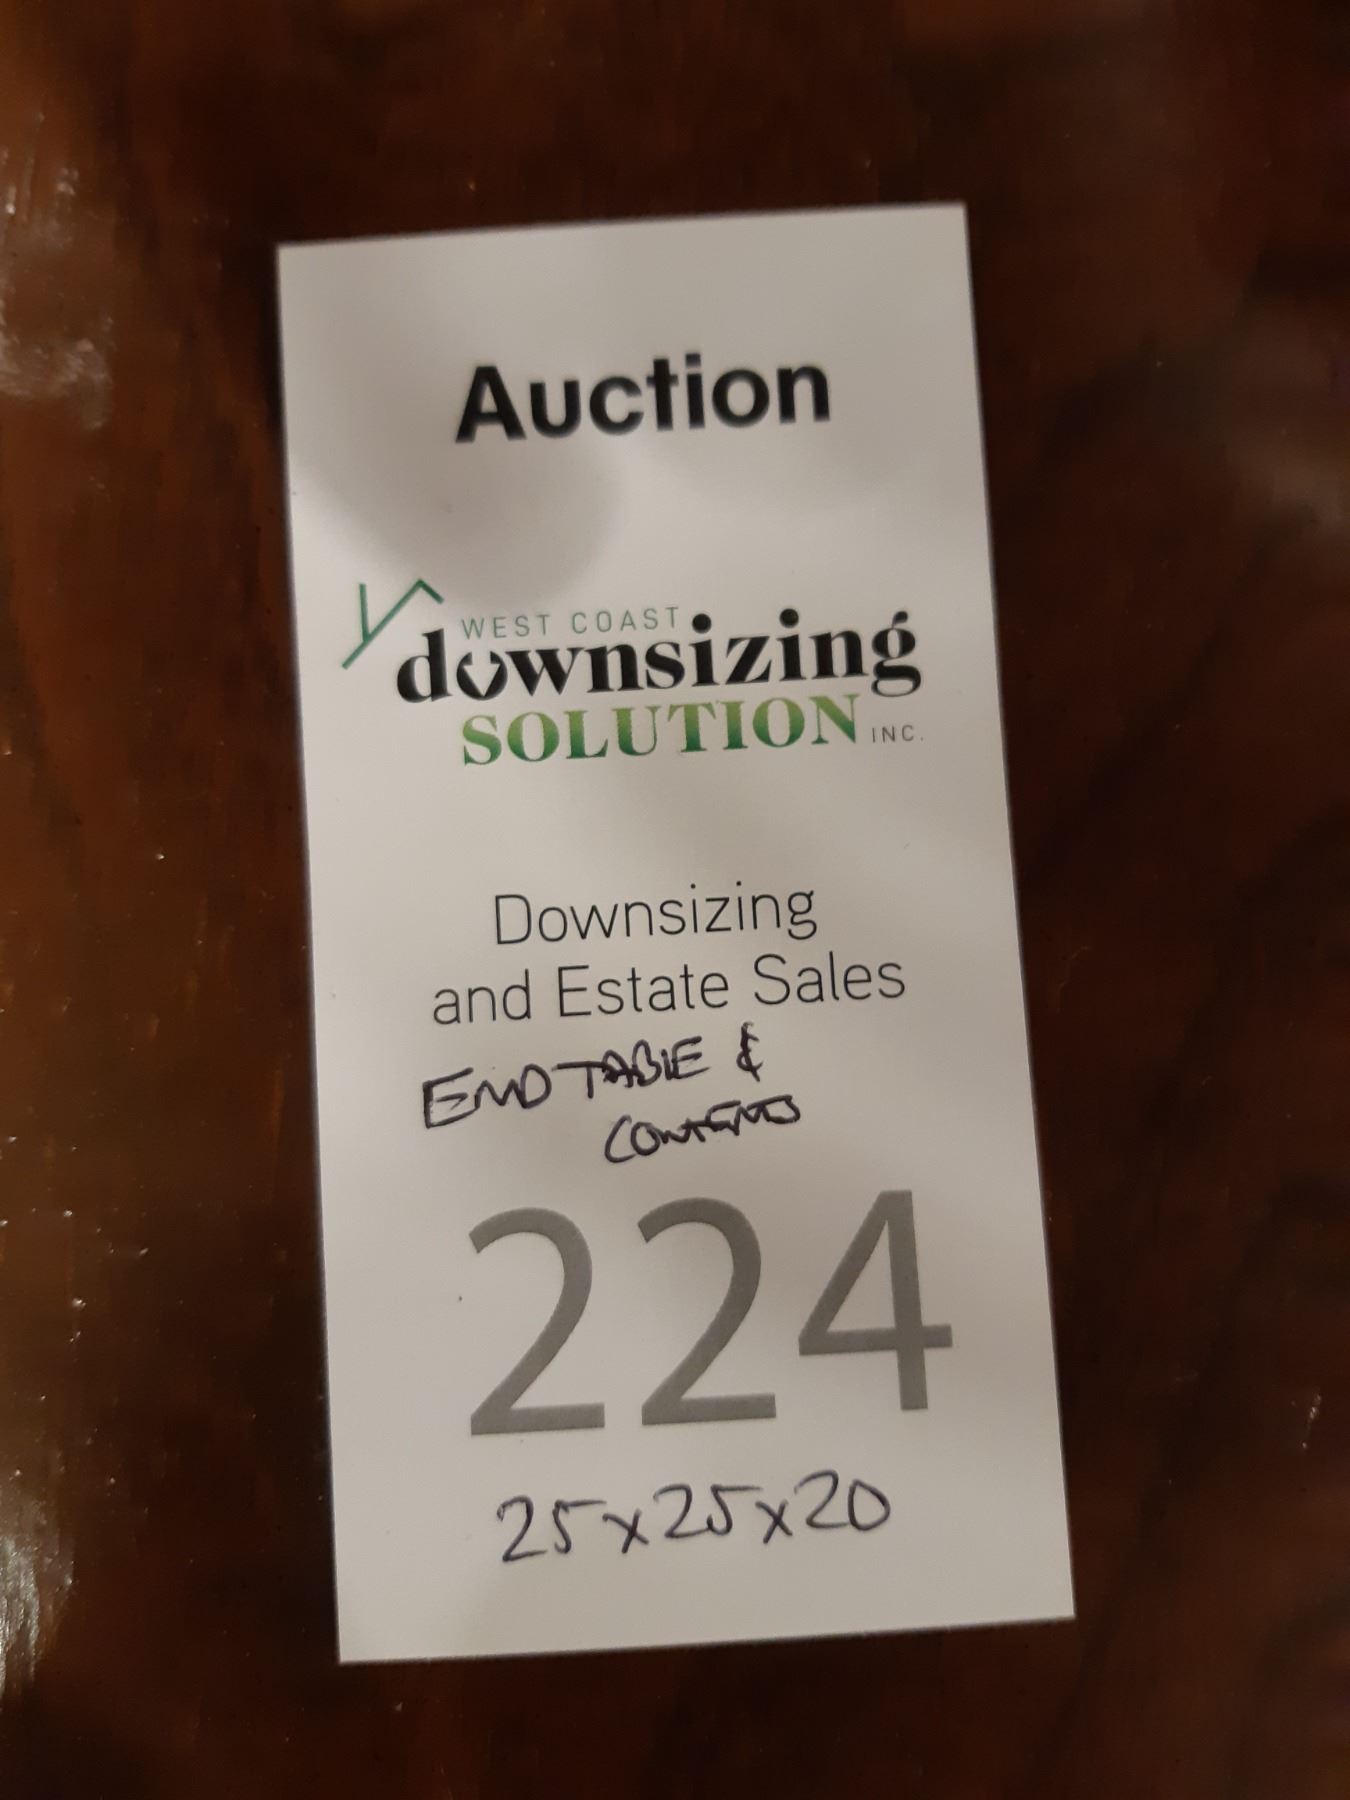 Auction
WEST COAST
downsizing
SOLUTION INC.
Downsizing
and Estate Sales
END TABLE &
CONTENTS
224
25x25x20